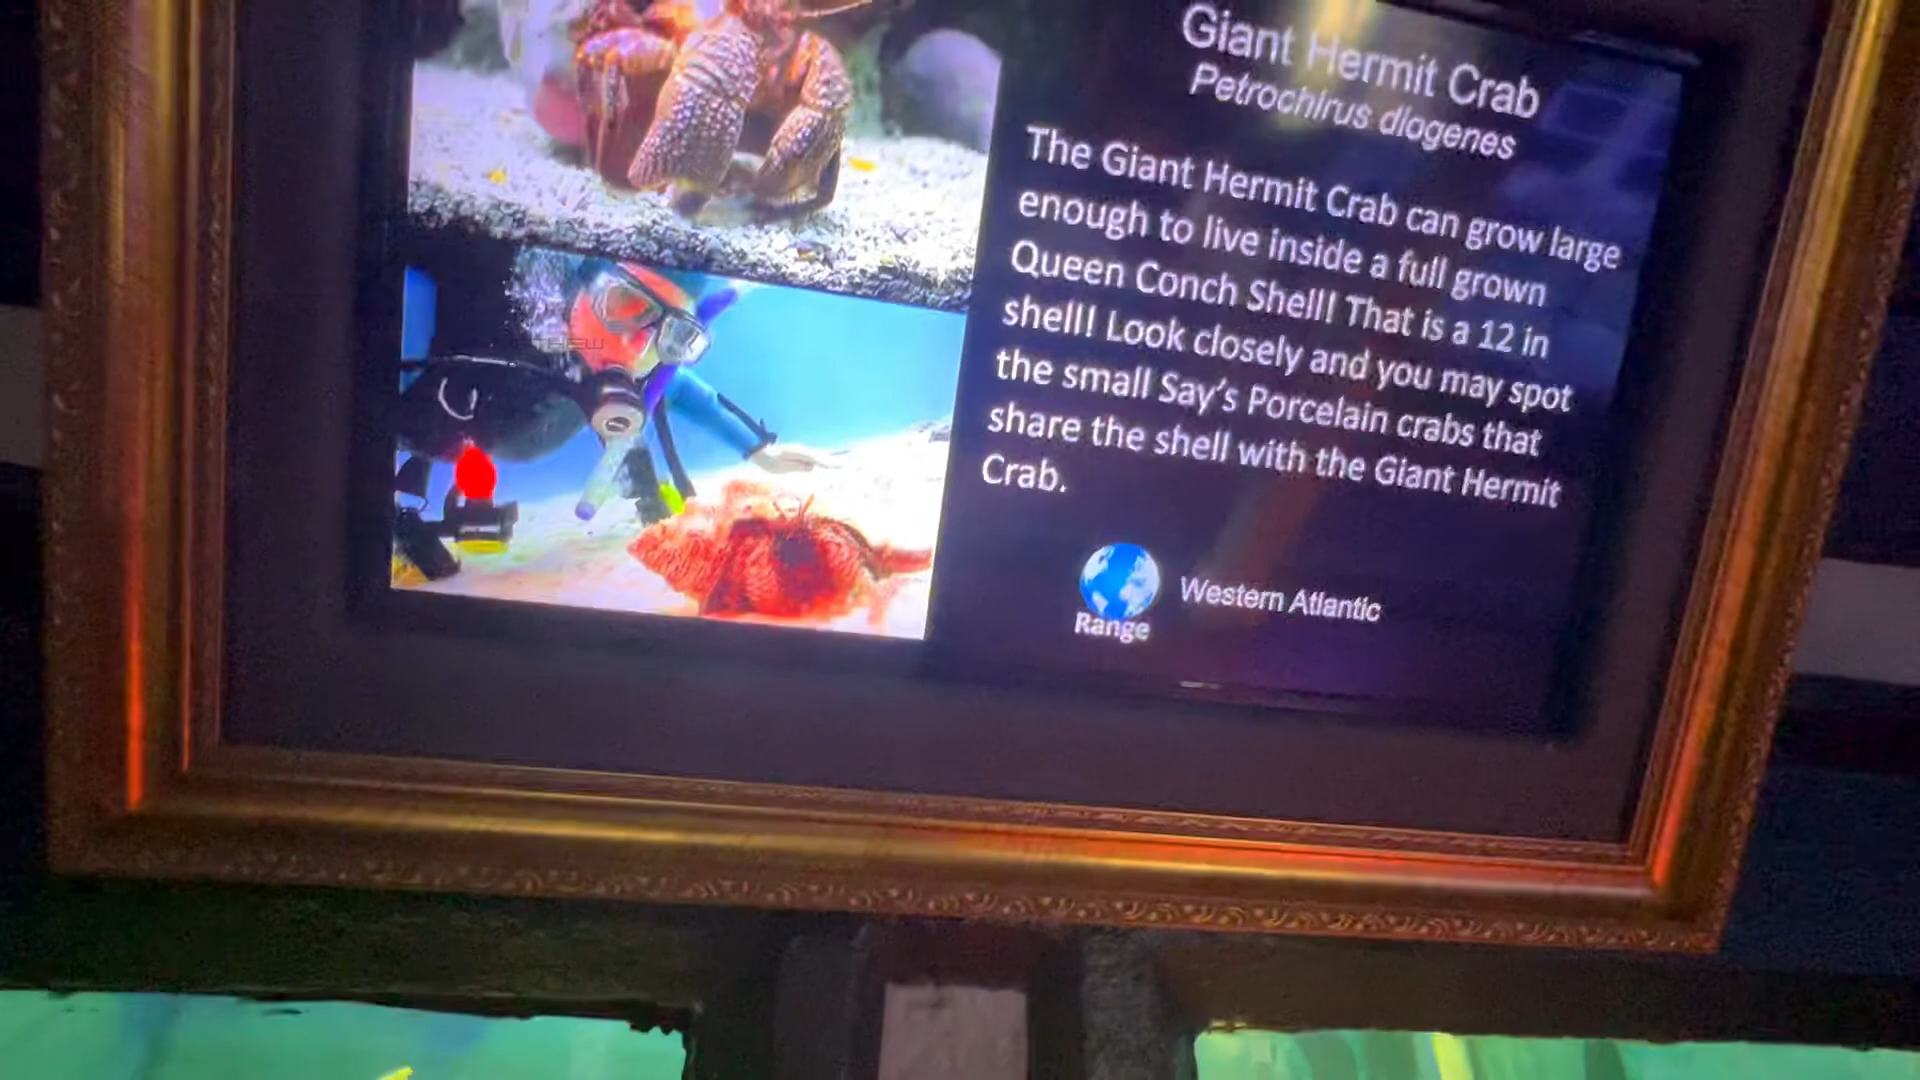 Giant Hermit Crab
Petrochirus diogenes
The Giant Hermit Crab can grow large
enough to live inside a full grown
Queen Conch Shell! That is a 12 in
shell! Look closely and you may spot
the small Say's Porcelain crabs that
share the shell with the Giant Hermit
Crab.
Western Atlantic
Range